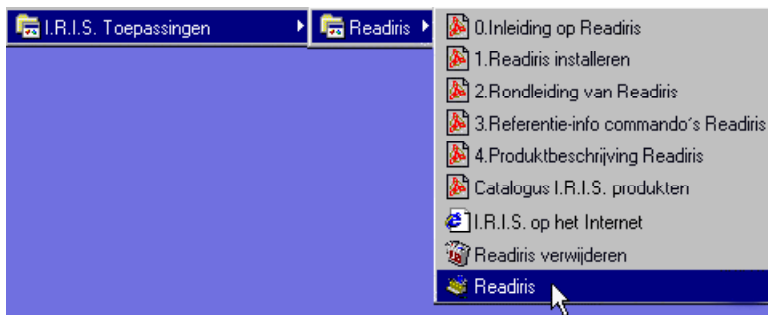 I.R.I.S. Toepassingen
Readiris
0.Inleiding op Readiris
1.Readiris installeren
2.Rondleiding van Readiris
3.Referentie-info commando's Readiris
4.Produktbeschrijving Readiris
Catalogus I.R.I.S. produkten
I.R.I.S. op het Internet
Readiris verwijderen
Readiris